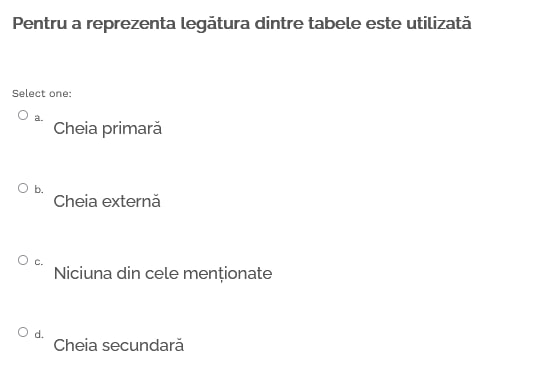 Pentru a reprezenta legătura dintre tabele este utilizată
Select one:
a.
Cheia primară
b.
Cheia externă
c.
Niciuna din cele menționate
d.
Cheia secundară